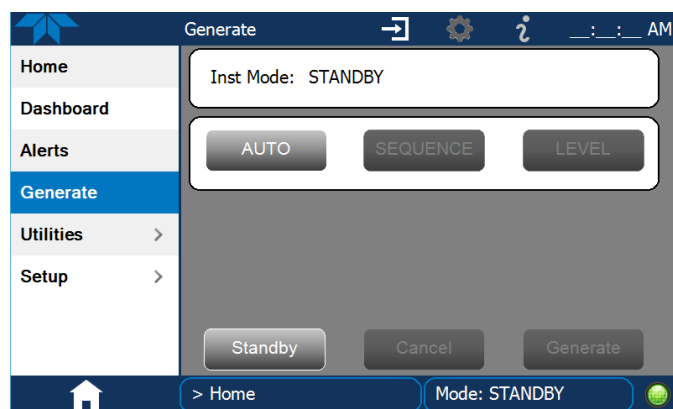 Generate
__:__:__ AM
Home
Dashboard
Alerts
Generate
Utilities >
Setup >
Inst Mode: STANDBY
AUTO SEQUENCE LEVEL
Standby Cancel Generate
> Home
Mode: STANDBY